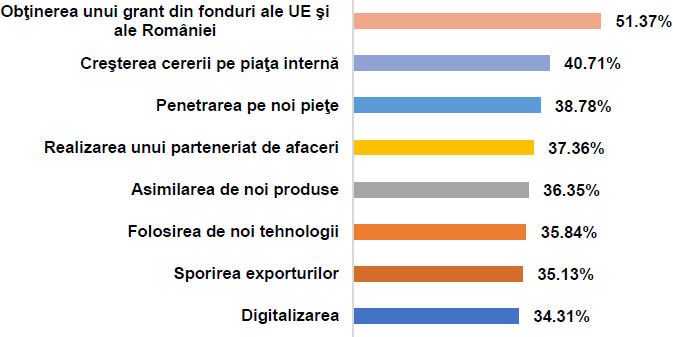 Obţinerea unui grant din fonduri ale UE şi
ale României
51.37%
Creşterea cererii pe piaţa internă
40.71%
Penetrarea pe noi pieţe
38.78%
Realizarea unui parteneriat de afaceri
37.36%
Asimilarea de noi produse
36.35%
Folosirea de noi tehnologii
35.84%
Sporirea exporturilor
35.13%
Digitalizarea
34.31%